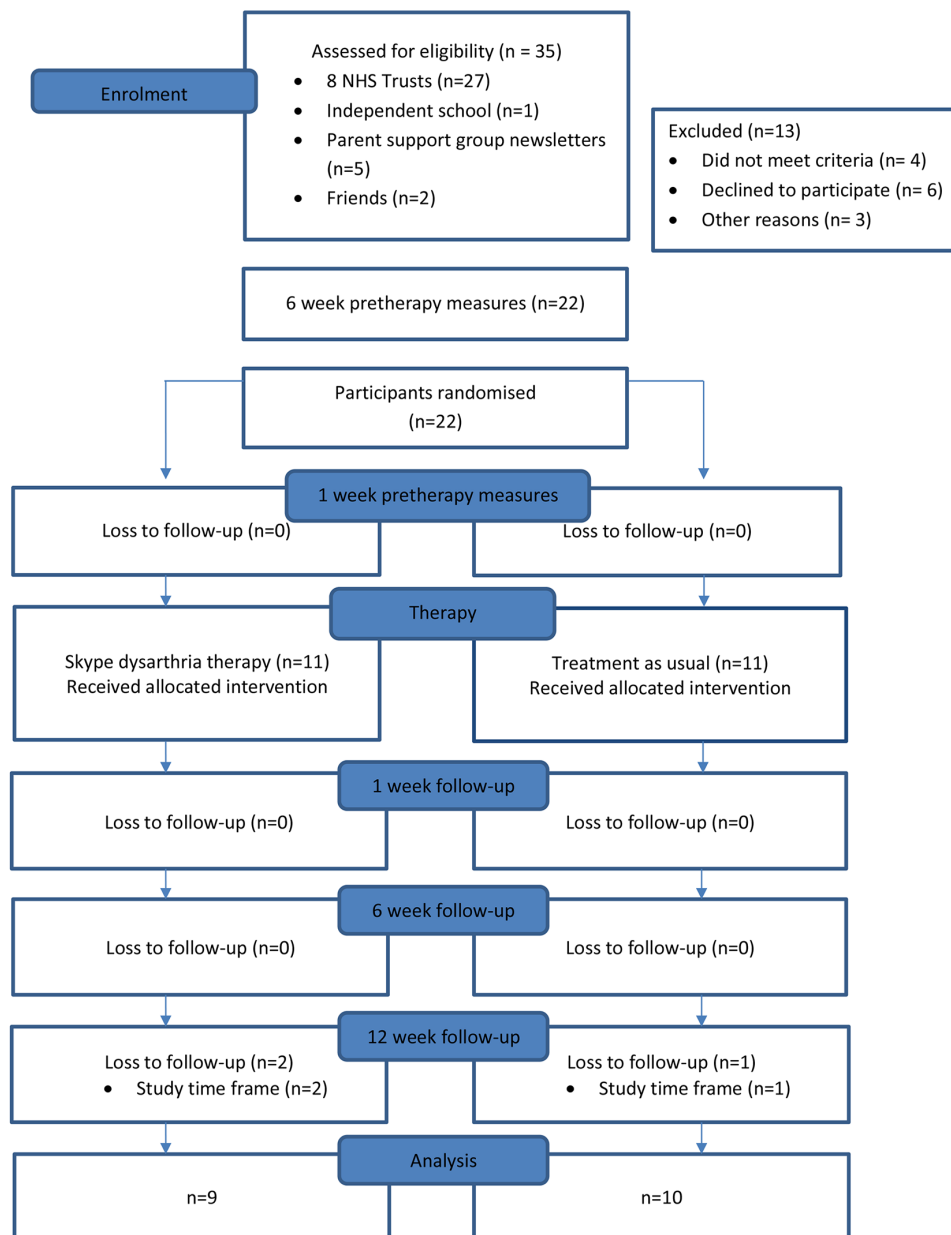 Enrolment
Assessed for eligibility (n = 35)
• 8 NHS Trusts (n=27)
• Independent school (n=1)
• Parent support group newsletters
(n=5)
• Friends (n=2)
Excluded (n=13)
• Did not meet criteria (n= 4)
• Declined to participate (n= 6)
• Other reasons (n= 3)
6 week pretherapy measures (n=22)
Participants randomised
(n=22)
1 week pretherapy measures
Loss to follow-up (n=0)
Loss to follow-up (n=0)
Therapy
Skype dysarthria therapy (n=11)
Received allocated intervention
Treatment as usual (n=11)
Received allocated intervention
1 week follow-up
Loss to follow-up (n=0)
Loss to follow-up (n=0)
6 week follow-up
Loss to follow-up (n=0)
Loss to follow-up (n=0)
12 week follow-up
Loss to follow-up (n=2)
• Study time frame (n=2)
Loss to follow-up (n=1)
• Study time frame (n=1)
Analysis
n=9
n=10